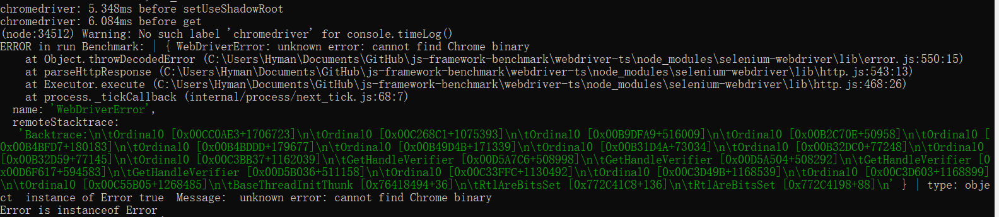 chromedriver: 5.348ms before setUseShadowRoot
chromedriver: 6.084ms before get
(node:34512) Warning: No such label 'chromedriver' for console.timeLog()
ERROR in run Benchmark: | { WebDriverError: unknown error: cannot find Chrome binary
    at Object.throwDecodedError (C:\Users\Hyman\Documents\GitHub\js-framework-benchmark\webdriver-ts\node_modules\selenium-webdriver\lib\error.js:550:15)
    at parseHttpResponse (C:\Users\Hyman\Documents\GitHub\js-framework-benchmark\webdriver-ts\node_modules\selenium-webdriver\lib\http.js:543:13)
    at Executor.execute (C:\Users\Hyman\Documents\GitHub\js-framework-benchmark\webdriver-ts\node_modules\selenium-webdriver\lib\http.js:468:26)
    at process._tickCallback (internal/process/next_tick.js:68:7)
  name: 'WebDriverError',
  remoteStacktrace:
   'Backtrace:\n\tOrdinal0 [0x00CC0AE3+1706723]\n\tOrdinal0 [0x00C268C1+1075393]\n\tOrdinal0 [0x00B9DFA9+516009]\n\tOrdinal0 [0x00B2C70E+50958]\n\tOrdinal0 [
0x00B4BFD7+180183]\n\tOrdinal0 [0x00B4BDDD+179677]\n\tOrdinal0 [0x00B49D4B+171339]\n\tOrdinal0 [0x00B31D4A+73034]\n\tOrdinal0 [0x00B32DC0+77248]\n\tOrdinal0
[0x00B32D59+77145]\n\tOrdinal0 [0x00C3BB37+1162039]\n\tGetHandleVerifier [0x00D5A7C6+508998]\n\tGetHandleVerifier [0x00D5A504+508292]\n\tGetHandleVerifier [0
x00D6F617+594583]\n\tGetHandleVerifier [0x00D5B036+511158]\n\tOrdinal0 [0x00C33FFC+1130492]\n\tOrdinal0 [0x00C3D49B+1168539]\n\tOrdinal0 [0x00C3D603+1168899]
\n\tOrdinal0 [0x00C55B05+1268485]\n\tBaseThreadInitThunk [0x76418494+36]\n\tRtlAreBitsSet [0x772C41C8+136]\n\tRtlAreBitsSet [0x772C4198+88]\n' } | type: obje
ct  instance of Error true  Message:  unknown error: cannot find Chrome binary
Error is instanceof Error